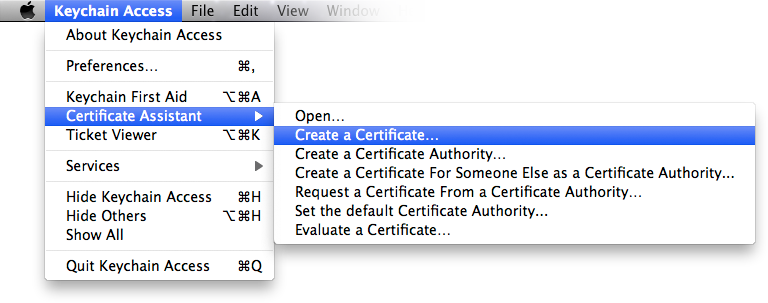 Keychain Access File Edit View Window
About Keychain Access
Preferences... ⌘,
Keychain First Aid ⌥⌘A
Certificate Assistant
Ticket Viewer ⌥⌘K
Services
Hide Keychain Access ⌘H
Hide Others ⌥⌘H
Show All
Quit Keychain Access ⌘Q
Open...
Create a Certificate...
Create a Certificate Authority...
Create a Certificate For Someone Else as a Certificate Authority...
Request a Certificate From a Certificate Authority...
Set the default Certificate Authority...
Evaluate a Certificate...